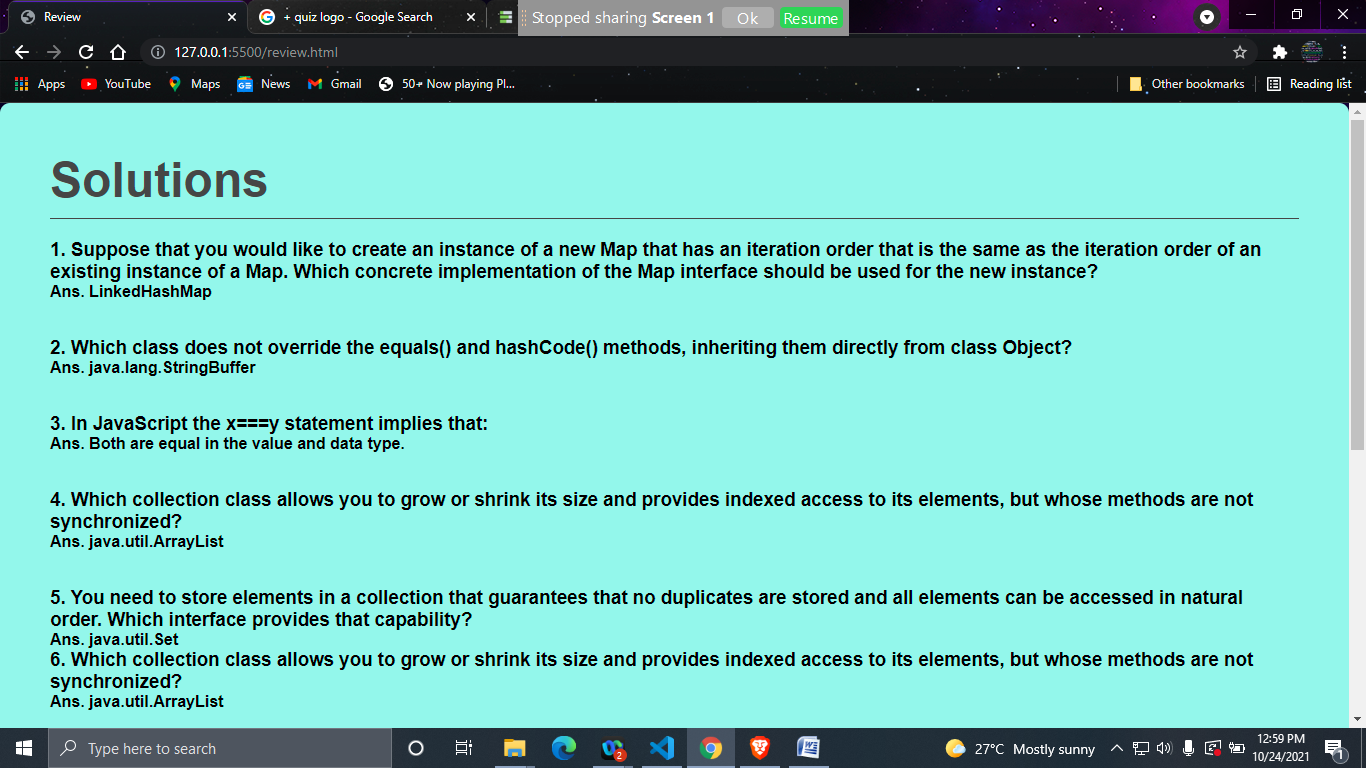 Review
+ quiz logo - Google Search
Stopped sharing Screen 1 Ok Resume
127.0.0.1:5500/review.html
Apps YouTube Maps News Gmail 50+ Now playing Pl... Other bookmarks Reading list
Solutions
1. Suppose that you would like to create an instance of a new Map that has an iteration order that is the same as the iteration order of an
existing instance of a Map. Which concrete implementation of the Map interface should be used for the new instance?
Ans. LinkedHashMap
2. Which class does not override the equals() and hashCode() methods, inheriting them directly from class Object?
Ans. java.lang.StringBuffer
3. In JavaScript the x===y statement implies that:
Ans. Both are equal in the value and data type.
4. Which collection class allows you to grow or shrink its size and provides indexed access to its elements, but whose methods are not
synchronized?
Ans. java.util.ArrayList
5. You need to store elements in a collection that guarantees that no duplicates are stored and all elements can be accessed in natural
order. Which interface provides that capability?
Ans. java.util.Set
6. Which collection class allows you to grow or shrink its size and provides indexed access to its elements, but whose methods are not
synchronized?
Ans. java.util.ArrayList
Type here to search 2 27°C Mostly sunny 12:59 PM
10/24/2021 1